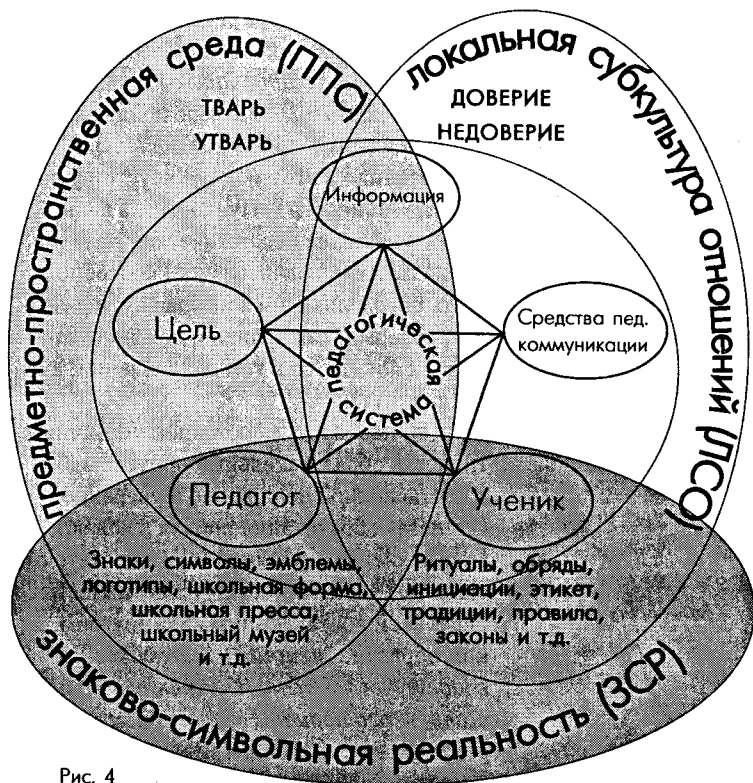 предметно-пространственная среда (ППС)
локальная субкультура отношений (ЛСО)
ТВАРЬ
УТВАРЬ
ДОВЕРИЕ
НЕДОВЕРИЕ
Информация
Цель
Средства пед.
коммуникации
педагогическая
система
Педагог
Ученик
Знаки, символы, эмблемы,
логотипы, школьная форма,
школьная пресса,
школьный музей
и т.д.
Ритуалы, обряды,
инициации, этикет,
традиции, правила,
законы и т.д.
знаково-символьная реальность (ЗСР)
Рис. 4